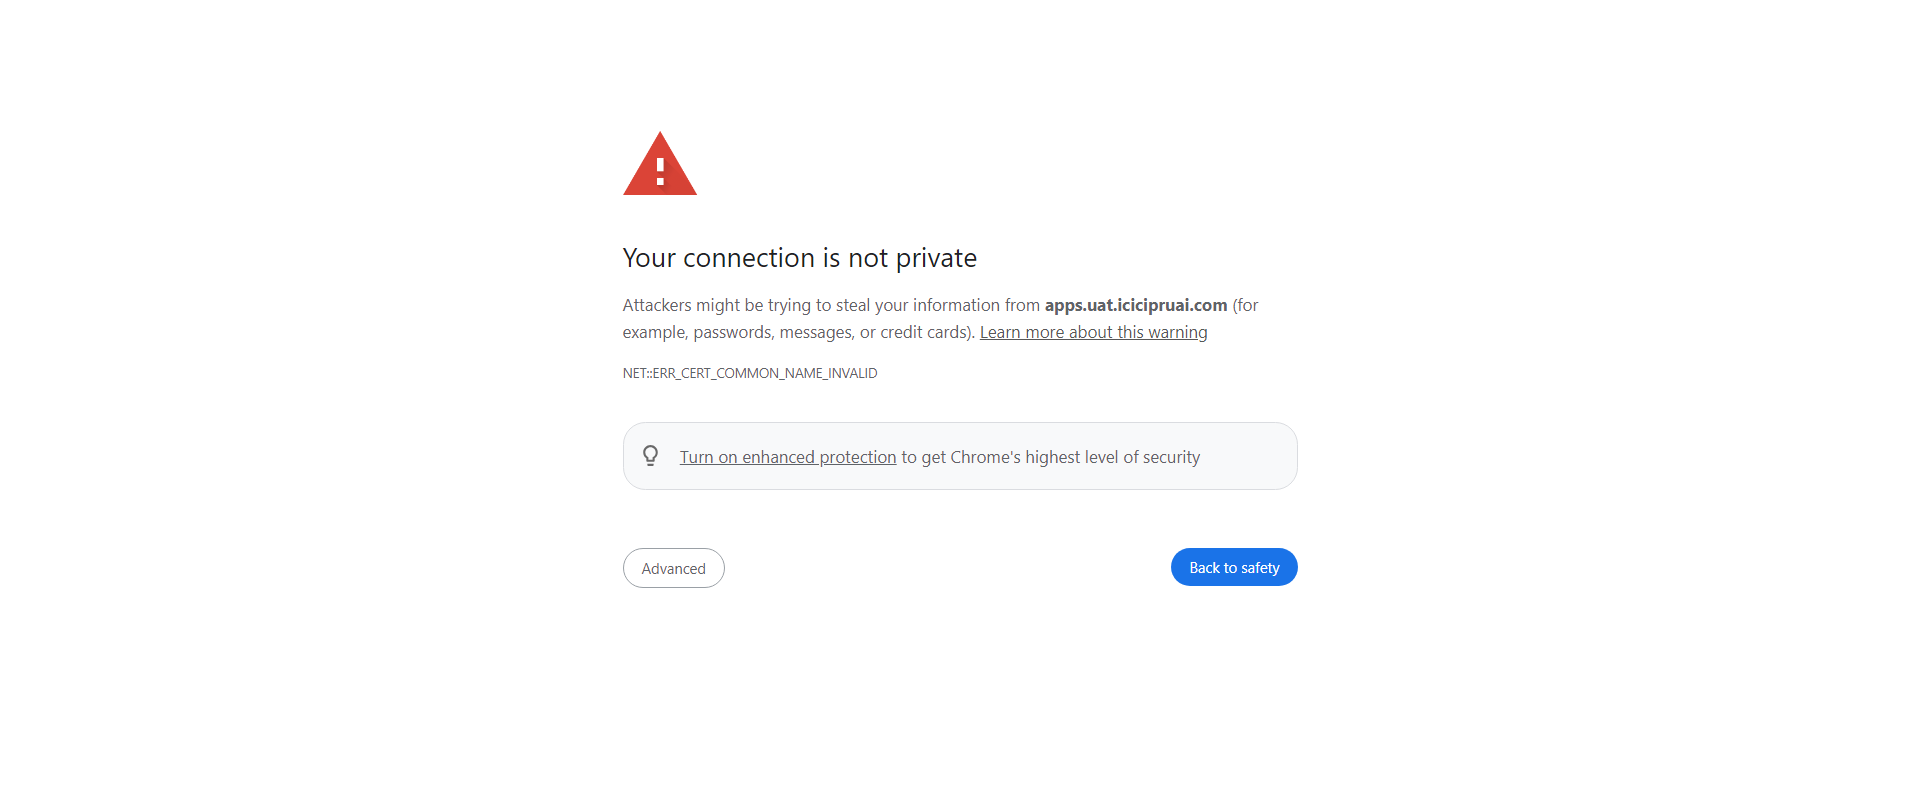 Your connection is not private
Attackers might be trying to steal your information from apps.uat.icicipruai.com (for
example, passwords, messages, or credit cards). Learn more about this warning
NET::ERR_CERT_COMMON_NAME_INVALID
Turn on enhanced protection to get Chrome's highest level of security
Advanced
Back to safety